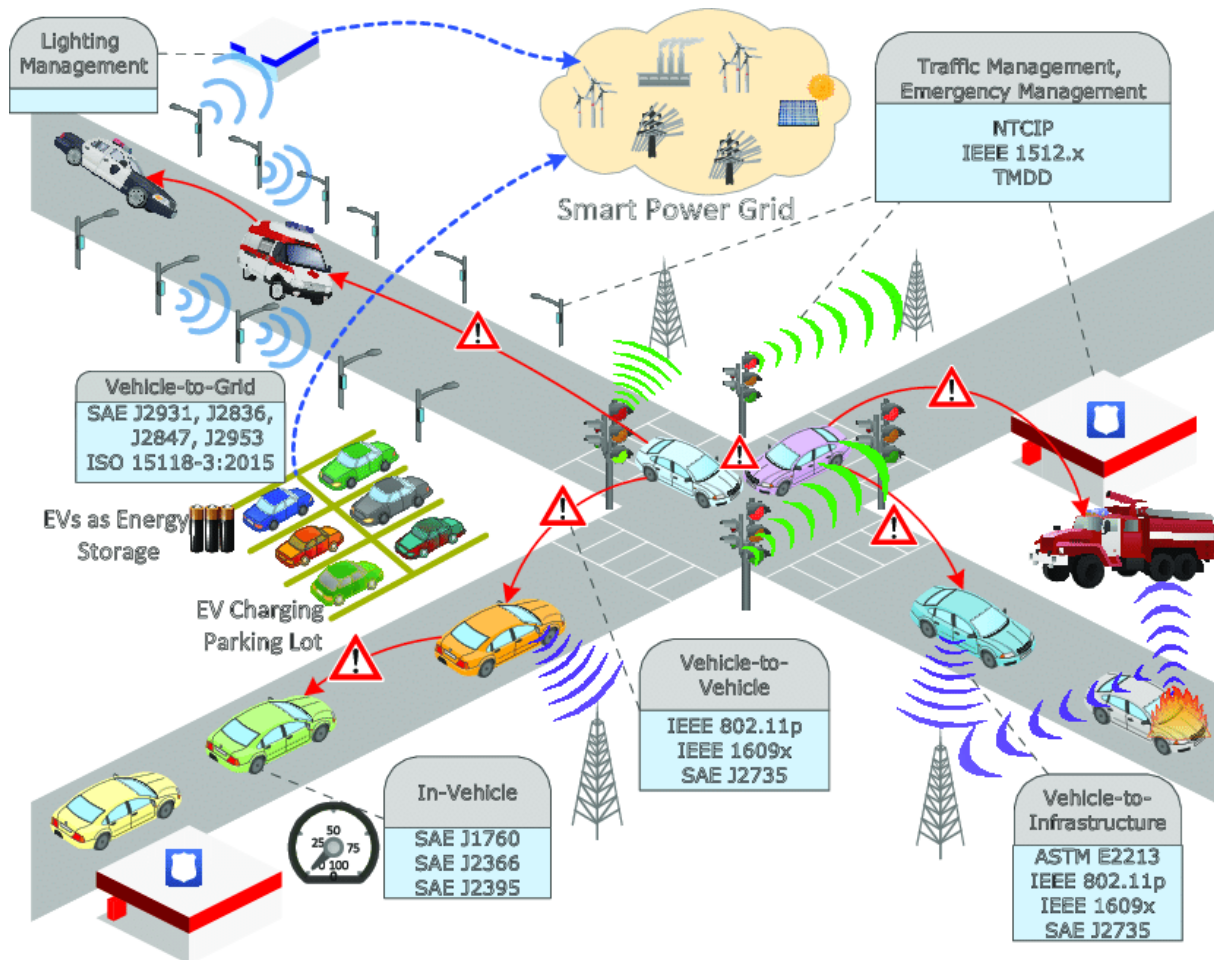 Lighting
Management
Traffic Management,
Emergency Management
NTCIP
IEEE 1512.x
TMDD
Smart Power Grid
!
Vehicle-to-Grid
SAE J2931, J2836,
J2847, J2953
ISO 15118-3:2015
!
!
!
!
EVs as Energy
Storage
EV Charging
Parking Lot
!
Vehicle-to-
Vehicle
IEEE 802.11p
IEEE 1609x
SAE J2735
In-Vehicle
SAE J1760
SAE J2366
SAE J2395
50
25 75
0 100
0
Vehicle-to-
Infrastructure
ASTM E2213
IEEE 802.11p
IEEE 1609x
SAE J2735